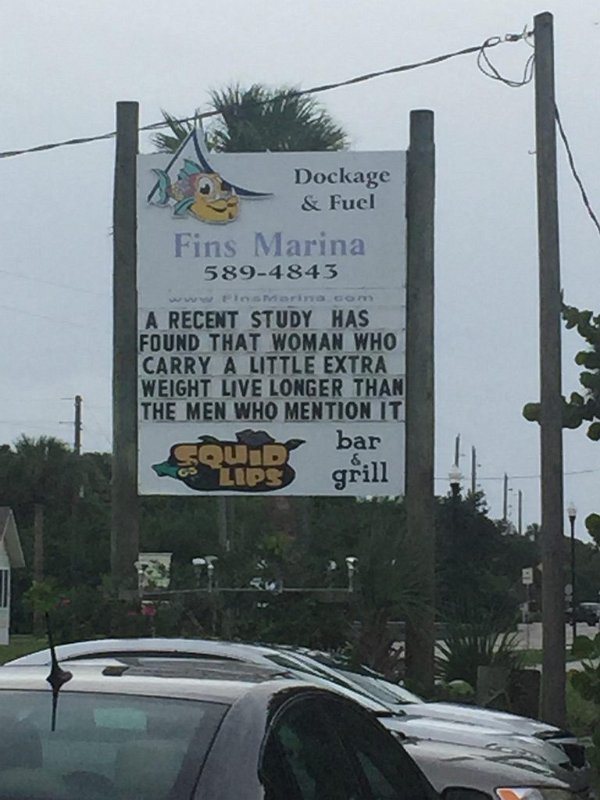 Dockage
& Fuel
Fins Marina
589-4843
www FinsMarina com
A RECENT STUDY HAS
FOUND THAT WOMAN WHO
CARRY A LITTLE EXTRA
WEIGHT LIVE LONGER THAN
THE MEN WHO MENTION IT
SQUID
LIPS
bar
&
grill